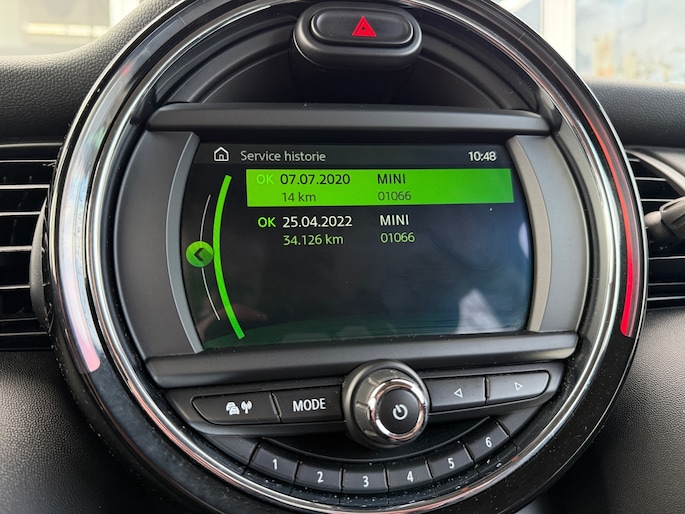 Service historie 10:48
OK 07.07.2020 MINI
14 km 01066
OK 25.04.2022 MINI
34.126 km 01066
MODE
1 2 3 4 5 6